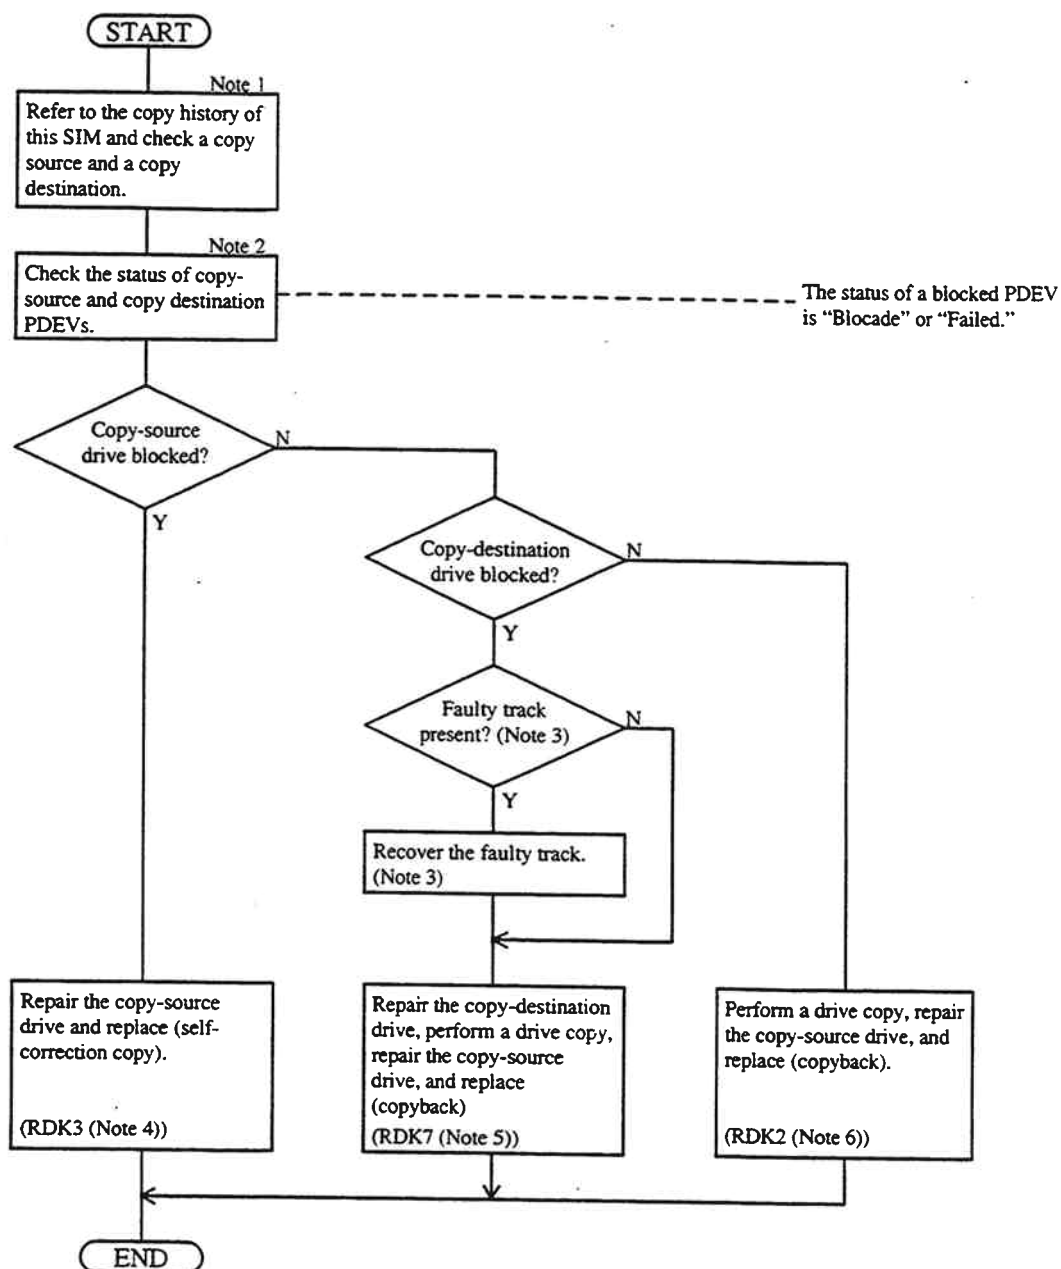 START
Note 1
Refer to the copy history of
this SIM and check a copy
source and a copy
destination.
Note 2
Check the status of copy-
source and copy destination
PDEVs.
The status of a blocked PDEV
is “Blocade” or “Failed.”
Copy-source
drive blocked?
N
Y
Copy-destination
drive blocked?
N
Y
Faulty track
present? (Note 3)
N
Y
Recover the faulty track.
(Note 3)
Repair the copy-source
drive and replace (self-
correction copy).
(RDK3 (Note 4))
Repair the copy-destination
drive, perform a drive copy,
repair the copy-source
drive, and replace
(copyback)
(RDK7 (Note 5))
Perform a drive copy, repair
the copy-source drive, and
replace (copyback).
(RDK2 (Note 6))
END